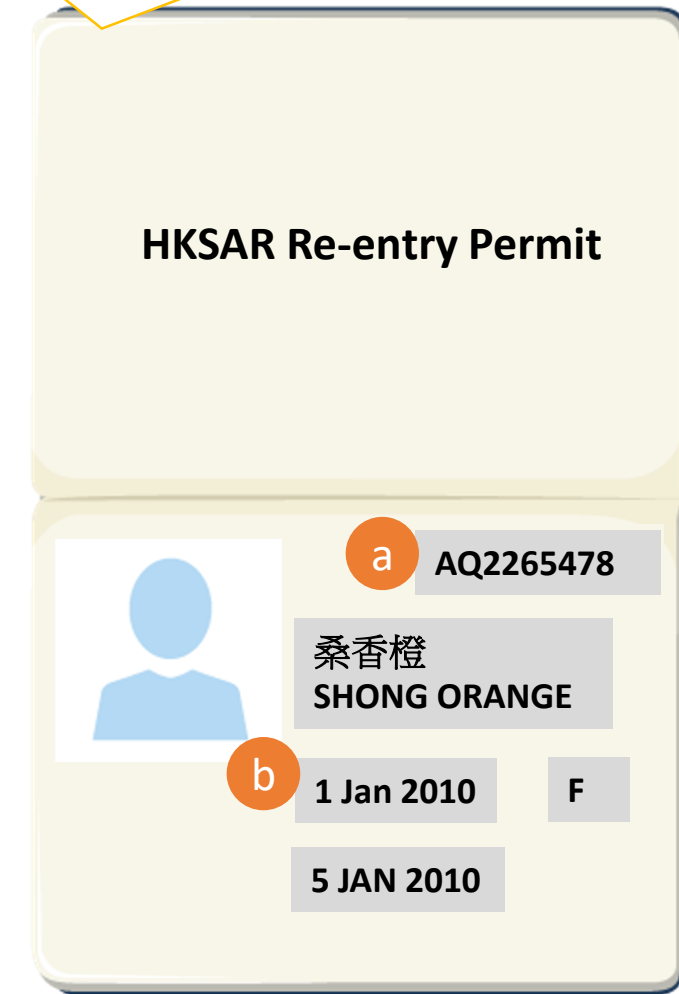 HKSAR Re-entry Permit
a
AQ2265478
桑香橙
SHONG ORANGE
b
1 Jan 2010
F
5 JAN 2010